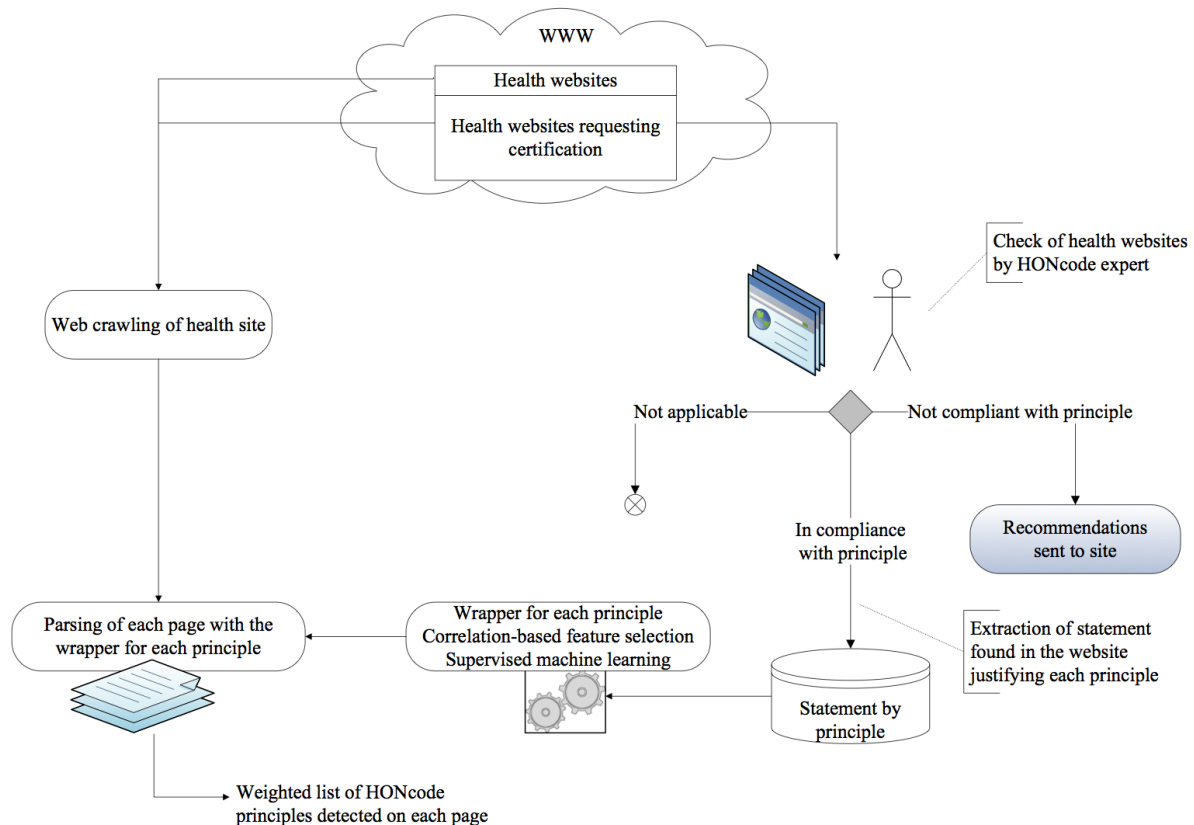 WWW
Health websites
Health websites requesting
certification
Check of health websites
by HONcode expert
Web crawling of health site
Not applicable
Not compliant with principle
In compliance
with principle
Recommendations
sent to site
Parsing of each page with the
wrapper for each principle
Wrapper for each principle
Correlation-based feature selection
Supervised machine learning
Extraction of statement
found in the website
justifying each principle
Statement by
principle
Weighted list of HONcode
principles detected on each page